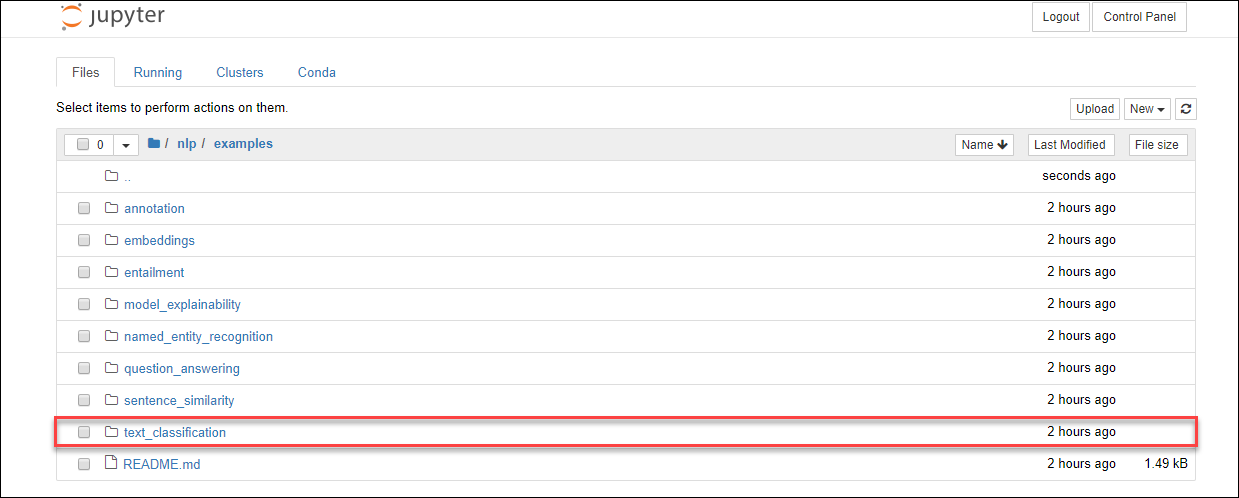 jupyter
Logout Control Panel
Files Running Clusters Conda
Select items to perform actions on them.
Upload New
0 / nlp / examples Name Last Modified File size
.. seconds ago
annotation 2 hours ago
embeddings 2 hours ago
entailment 2 hours ago
model_explainability 2 hours ago
named_entity_recognition 2 hours ago
question_answering 2 hours ago
sentence_similarity 2 hours ago
text_classification 2 hours ago
README.md 2 hours ago 1.49 kB